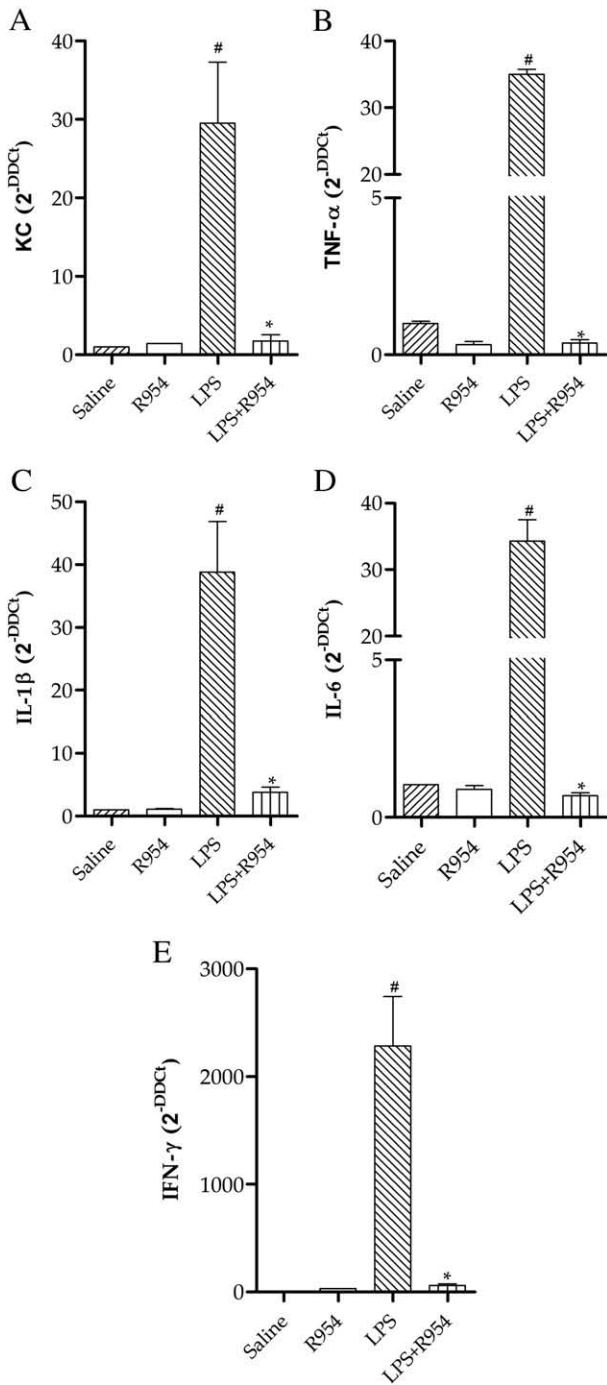 A
KC (2-DDCt)
40
30
20
10
0
#
*
Saline
R954
LPS
LPS+R954
B
TNF-α (2-DDCt)
40
30
20
5
0
#
*
Saline
R954
LPS
LPS+R954
C
IL-1β (2-DDCt)
50
40
30
20
10
0
#
*
Saline
R954
LPS
LPS+R954
D
IL-6 (2-DDCt)
40
30
20
5
0
#
*
Saline
R954
LPS
LPS+R954
E
IFN-γ (2-DDCt)
3000
2000
1000
0
#
*
Saline
R954
LPS
LPS+R954